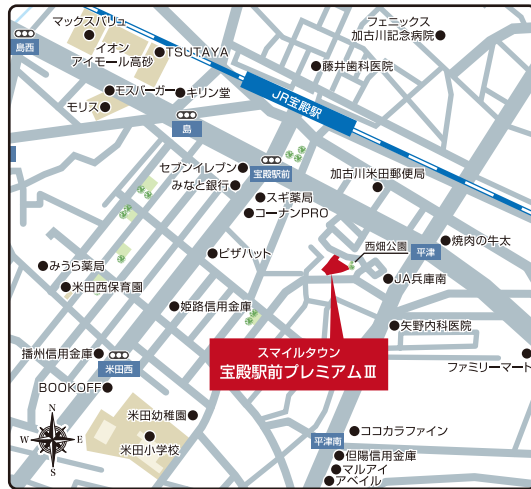 マックスバリュ
フェニックス
加古川記念病院
島西
イオン
アイモール高砂
TSUTAYA
藤井歯科医院
モスバーガー
キリン堂
モリス
JR宝殿駅
島
セブンイレブン
宝殿駅前
みなと銀行
加古川米田郵便局
スギ薬局
コーナンPRO
西畑公園
平津
焼肉の牛太
ピザハット
みうら薬局
JA兵庫南
米田西保育園
姫路信用金庫
矢野内科医院
スマイルタウン
宝殿駅前プレミアムⅢ
播州信用金庫
米田西
ファミリーマート
BOOKOFF
N
W
E
S
米田幼稚園
米田小学校
ココカラファイン
平津南
但陽信用金庫
マルアイ
アベイル